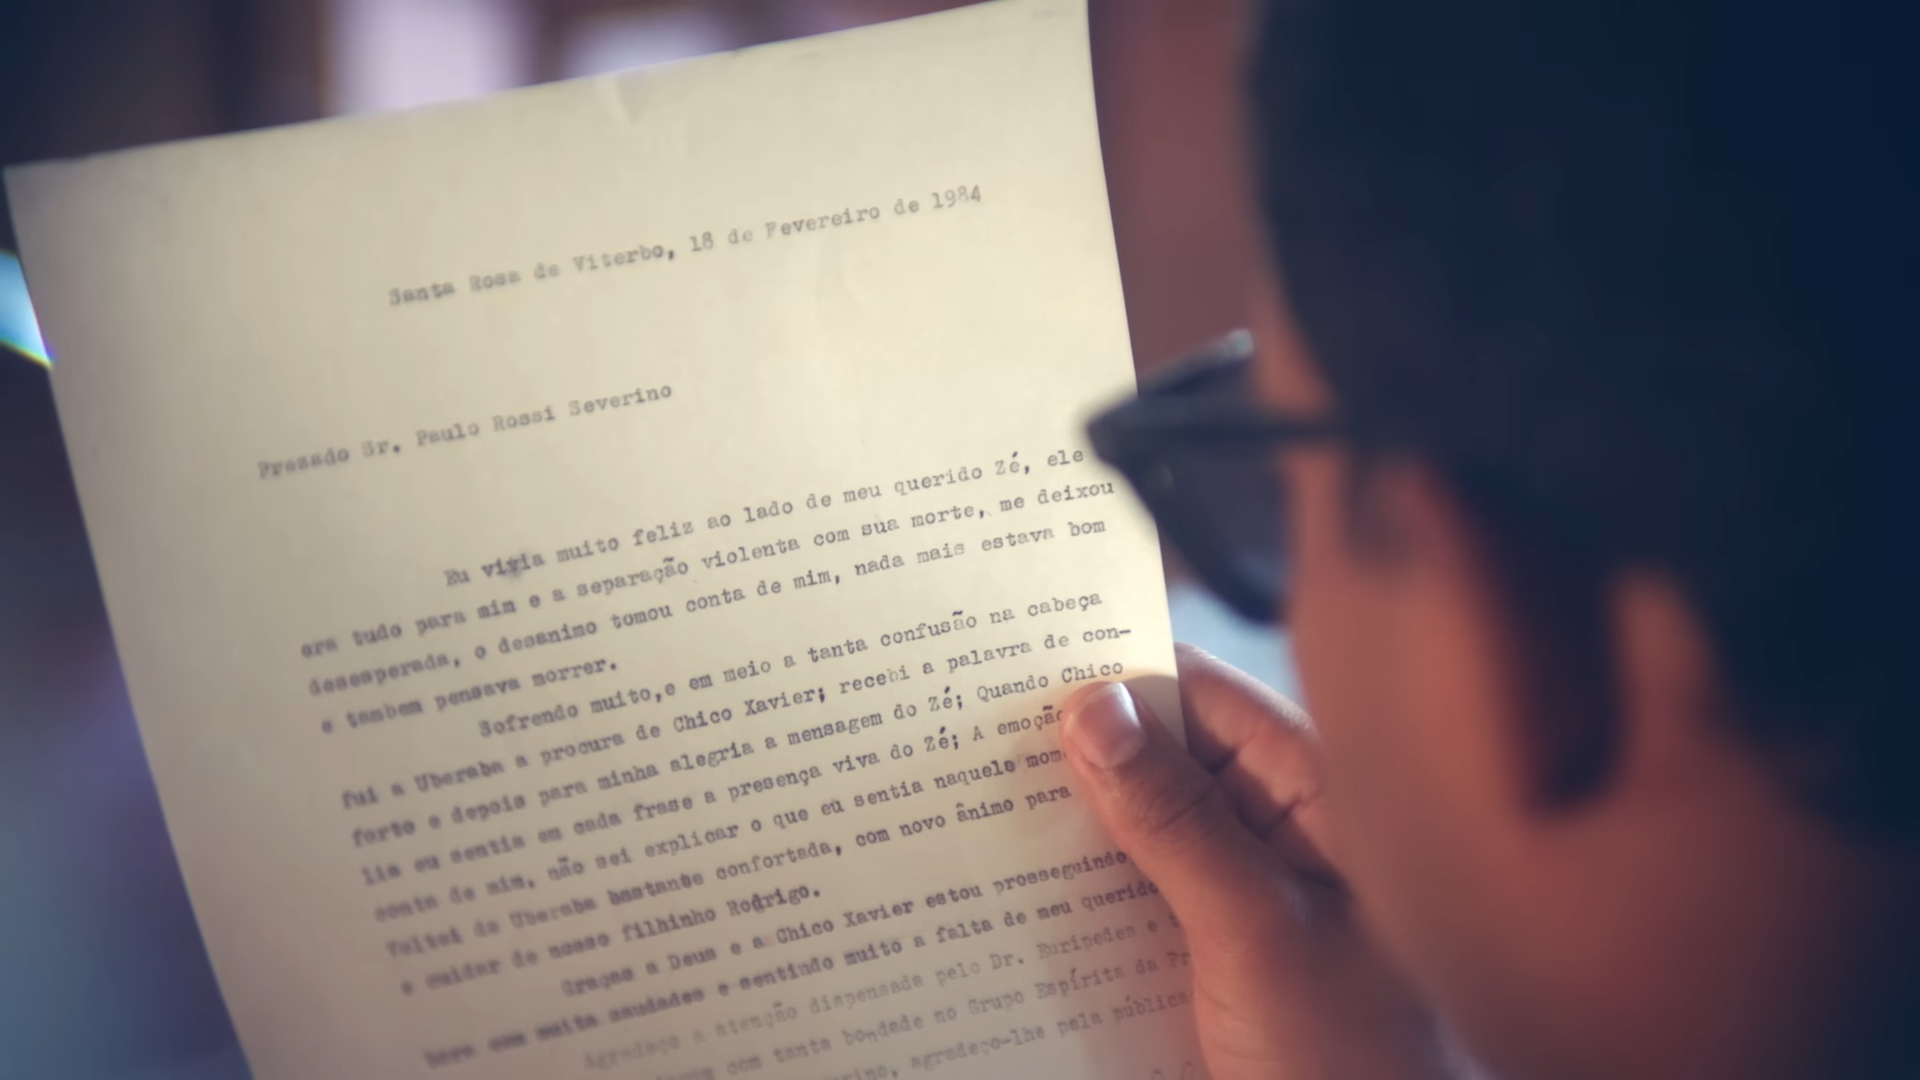 Santa Rosa de Viterbo, 18 de Fevereiro de 1984
Prezado Sr. Paulo Rossi Severino
Eu vivia muito feliz ao lado de meu querido Zé, ele
era tudo para mim e a separação violenta com sua morte, me deixou
desesperada, o desanimo tomou conta de mim, nada mais estava bom
e tambem pensava morrer.
Sofrendo muito,e em meio a tanta confusão na cabeça
fui a Uberaba a procura de Chico Xavier; recebi a palavra de con-
forto e depois para minha alegria a mensagem do Zé; Quando Chico
lia eu sentia em cada frase a presença viva do Zé; A emoção
conta de mim, não sei explicar o que eu sentia naquele mom
Voltei de Uberaba bastante confortada, com novo ânimo para
e cuidar de nosso filhinho Rodrigo.
Graças a Deus e a Chico Xavier estou prosseguindo
bora com muita saudades e sentindo muito a falta de meu querido
Agradeço a atenção dispensada pelo Dr. Eurípedes e
com tanta bondade no Grupo Espírita da Pr
rino, agradeço-lhe pela publica